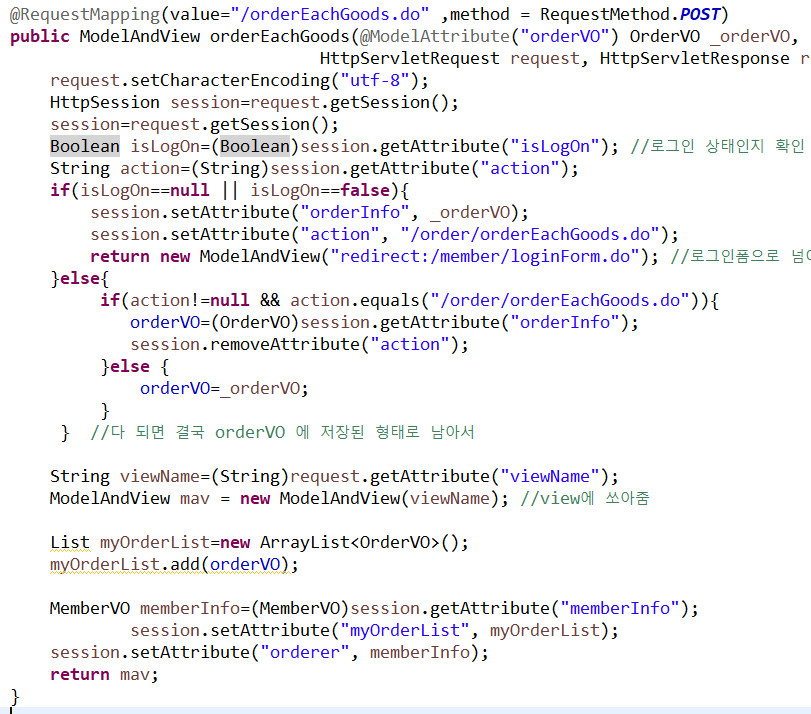 @RequestMapping(value="/orderEachGoods.do" ,method = RequestMethod.POST)
public ModelAndView orderEachGoods(@ModelAttribute("orderVO") OrderVO _orderVO,
HttpServletRequest request, HttpServletResponse r
request.setCharacterEncoding("utf-8");
HttpSession session=request.getSession();
session=request.getSession();
Boolean isLogOn=(Boolean)session.getAttribute("isLogOn"); //로그인 상태인지 확인
String action=(String)session.getAttribute("action");
if(isLogOn==null || isLogOn==false){
session.setAttribute("orderInfo", _orderVO);
session.setAttribute("action", "/order/orderEachGoods.do");
return new ModelAndView("redirect:/member/loginForm.do"); //로그인폼으로
}else{
if(action!=null && action.equals("/order/orderEachGoods.do")){
orderVO=(OrderVO)session.getAttribute("orderInfo");
session.removeAttribute("action");
}else {
orderVO=_orderVO;
}
} //다 되면 결국 orderVO 에 저장된 형태로 남아서
String viewName=(String)request.getAttribute("viewName");
ModelAndView mav = new ModelAndView(viewName); //view에 쏘아줌
List myOrderList=new ArrayList<OrderVO>();
myOrderList.add(orderVO);
MemberVO memberInfo=(MemberVO)session.getAttribute("memberInfo");
session.setAttribute("myOrderList", myOrderList);
session.setAttribute("orderer", memberInfo);
return mav;
}